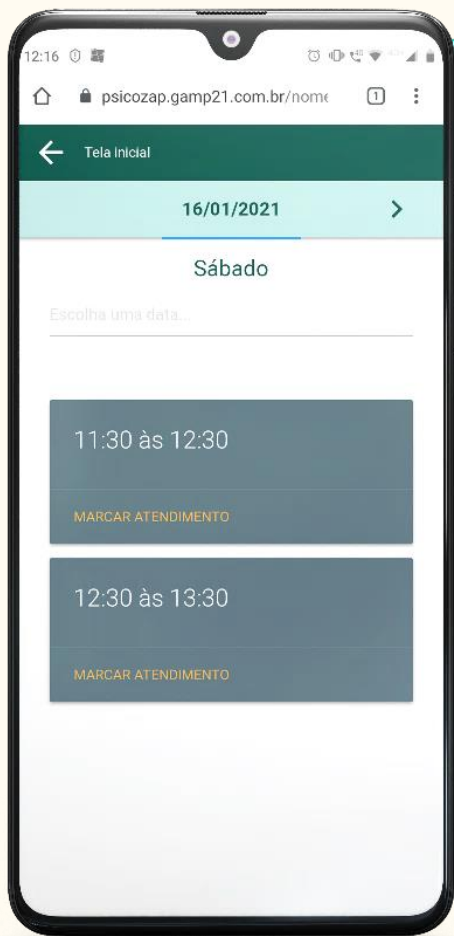 12:16
psicozap.gamp21.com.br/nome
1
Tela inicial
16/01/2021
Sábado
Escolha uma data...
11:30 às 12:30
MARCAR ATENDIMENTO
12:30 às 13:30
MARCAR ATENDIMENTO